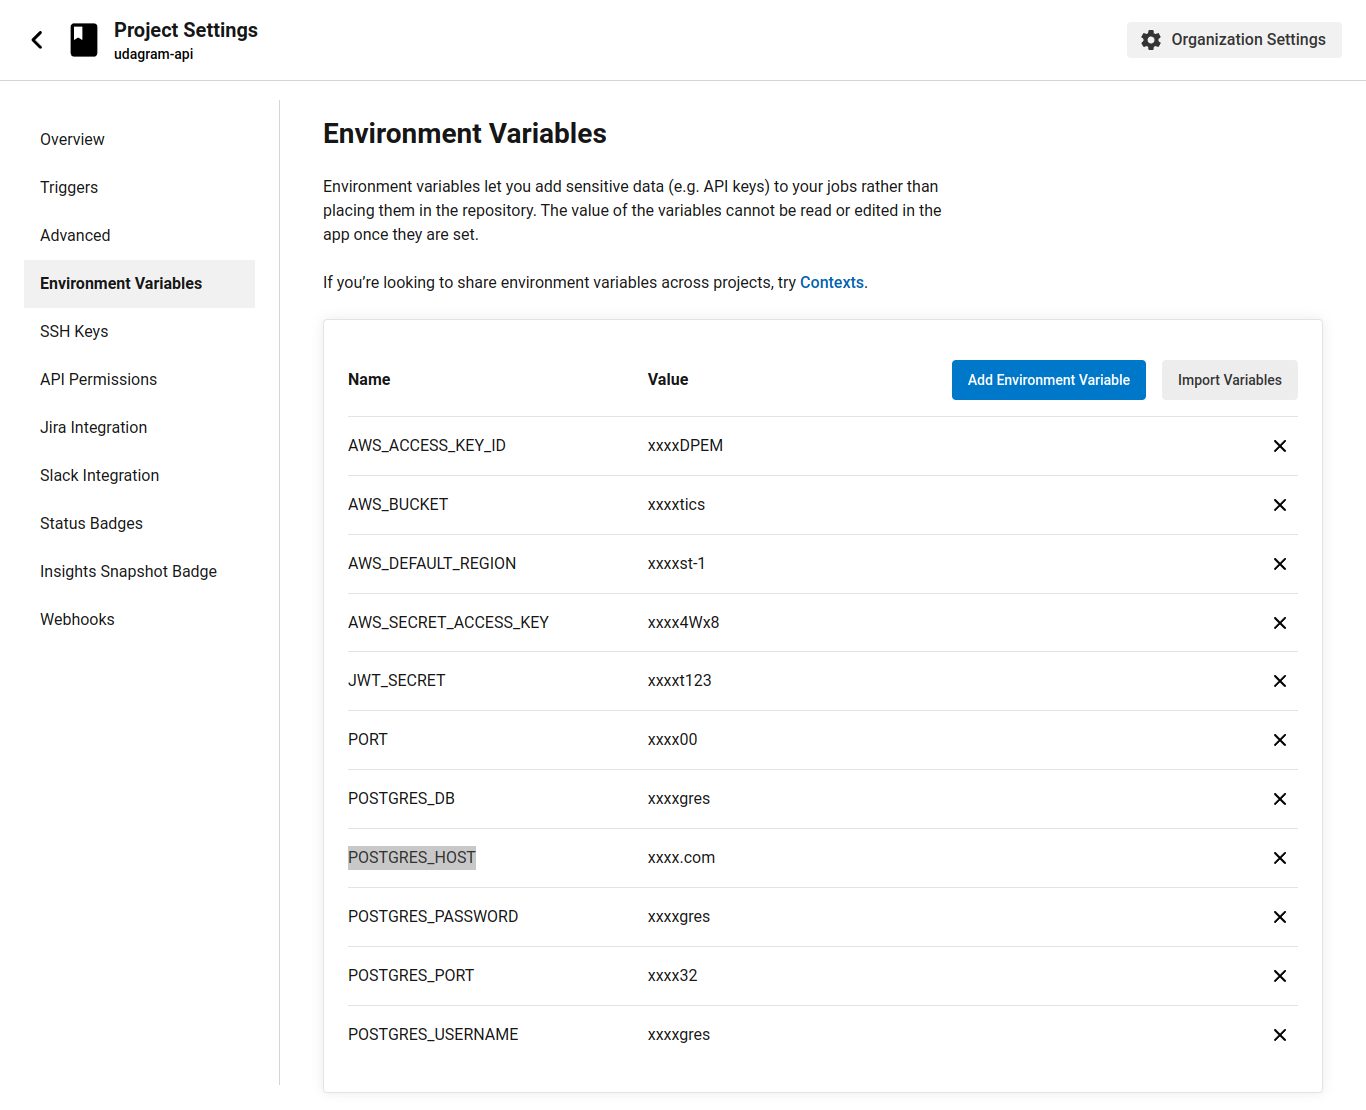 Project Settings
udagram-api
Organization Settings
Overview
Triggers
Advanced
Environment Variables
SSH Keys
API Permissions
Jira Integration
Slack Integration
Status Badges
Insights Snapshot Badge
Webhooks
Environment Variables
Environment variables let you add sensitive data (e.g. API keys) to your jobs rather than
placing them in the repository. The value of the variables cannot be read or edited in the
app once they are set.
If you’re looking to share environment variables across projects, try Contexts.
Name Value Add Environment Variable Import Variables
AWS_ACCESS_KEY_ID xxxxDPEM
AWS_BUCKET xxxxtics
AWS_DEFAULT_REGION xxxxst-1
AWS_SECRET_ACCESS_KEY xxxx4Wx8
JWT_SECRET xxxxt123
PORT xxxx00
POSTGRES_DB xxxxgres
POSTGRES_HOST xxxx.com
POSTGRES_PASSWORD xxxxgres
POSTGRES_PORT xxxx32
POSTGRES_USERNAME xxxxgres